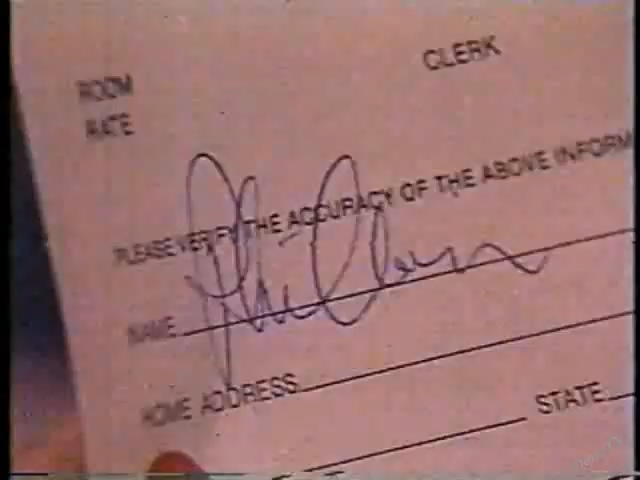 CLERK
ROOM
RATE
PLEASE VERIFY THE ACCURACY OF THE ABOVE INFORM
NAME
HOME ADDRESS
STATE